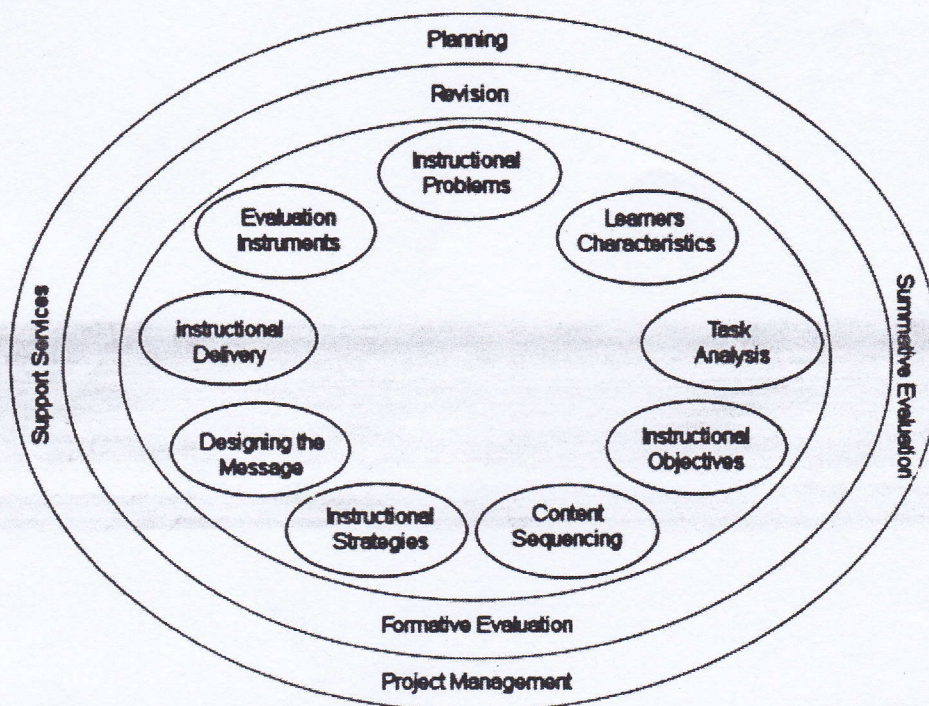 Planning
Revision
Instructional
Problems
Evaluation
Instruments
Learners
Characteristics
Support Services
instructional
Delivery
Task
Analysis
Summative Evaluation
Designing the
Message
Instructional
Objectives
Instructional
Strategies
Content
Sequencing
Formative Evaluation
Project Management